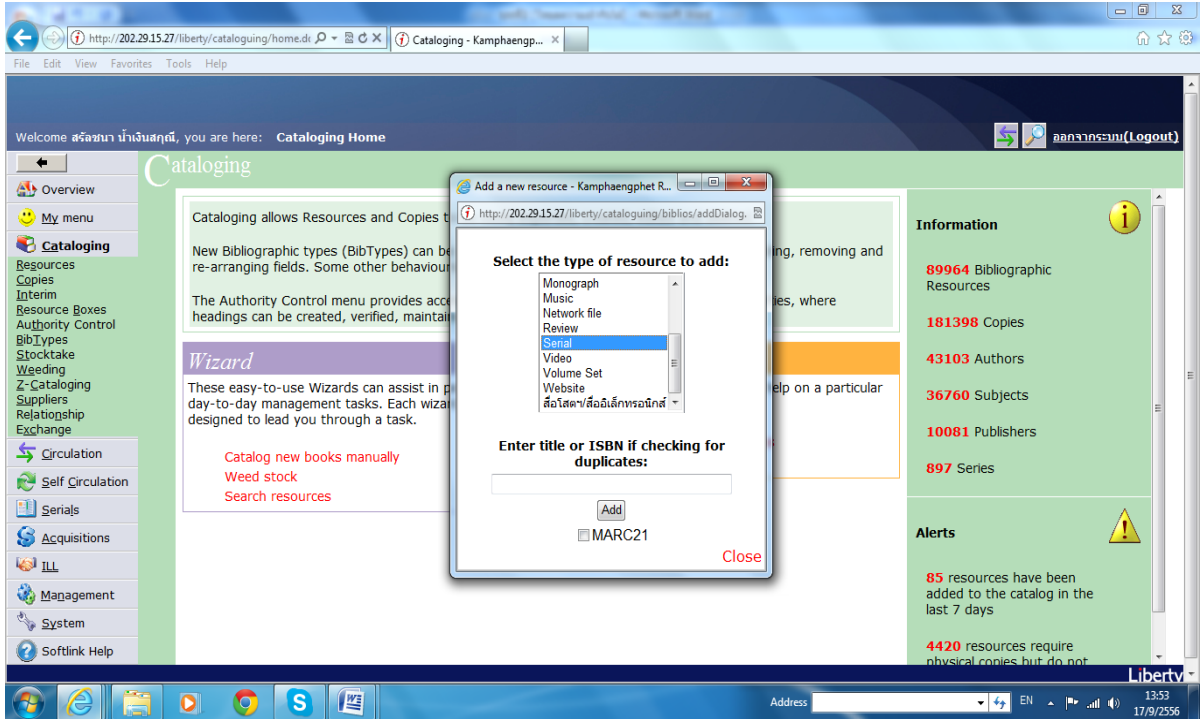 http://202.29.15.27/liberty/cataloguing/home.do
Cataloging - Kamphaengp...
File Edit View Favorites Tools Help
Welcome สรัลชนา น้ำเงินสกุณี, you are here: Cataloging Home
ออกจากระบบ(Logout)
Cataloging
Overview
My menu
Cataloging
Resources
Copies
Interim
Resource Boxes
Authority Control
BibTypes
Stocktake
Weeding
Z-Cataloging
Suppliers
Relationship
Exchange
Circulation
Self Circulation
Serials
Acquisitions
ILL
Management
System
Softlink Help
Cataloging allows Resources and Copies t
New Bibliographic types (BibTypes) can be
ing, removing and
re-arranging fields. Some other behaviour
The Authority Control menu provides acce
ies, where
headings can be created, verified, maintai
Wizard
These easy-to-use Wizards can assist in p
day-to-day management tasks. Each wizar
designed to lead you through a task.
elp on a particular
Catalog new books manually
Weed stock
Search resources
Add a new resource - Kamphaengphet R...
http://202.29.15.27/liberty/cataloguing/biblios/addDialog.
Select the type of resource to add:
Monograph
Music
Network file
Review
Serial
Video
Volume Set
Website
สื่อโสตฯ/สื่ออิเล็กทรอนิกส์
Enter title or ISBN if checking for
duplicates:
Add
MARC21
Close
Information
89964 Bibliographic
Resources
181398 Copies
43103 Authors
36760 Subjects
10081 Publishers
897 Series
Alerts
85 resources have been
added to the catalog in the
last 7 days
4420 resources require
physical copies but do not
Liberty
Address
EN
13:53
17/9/2556